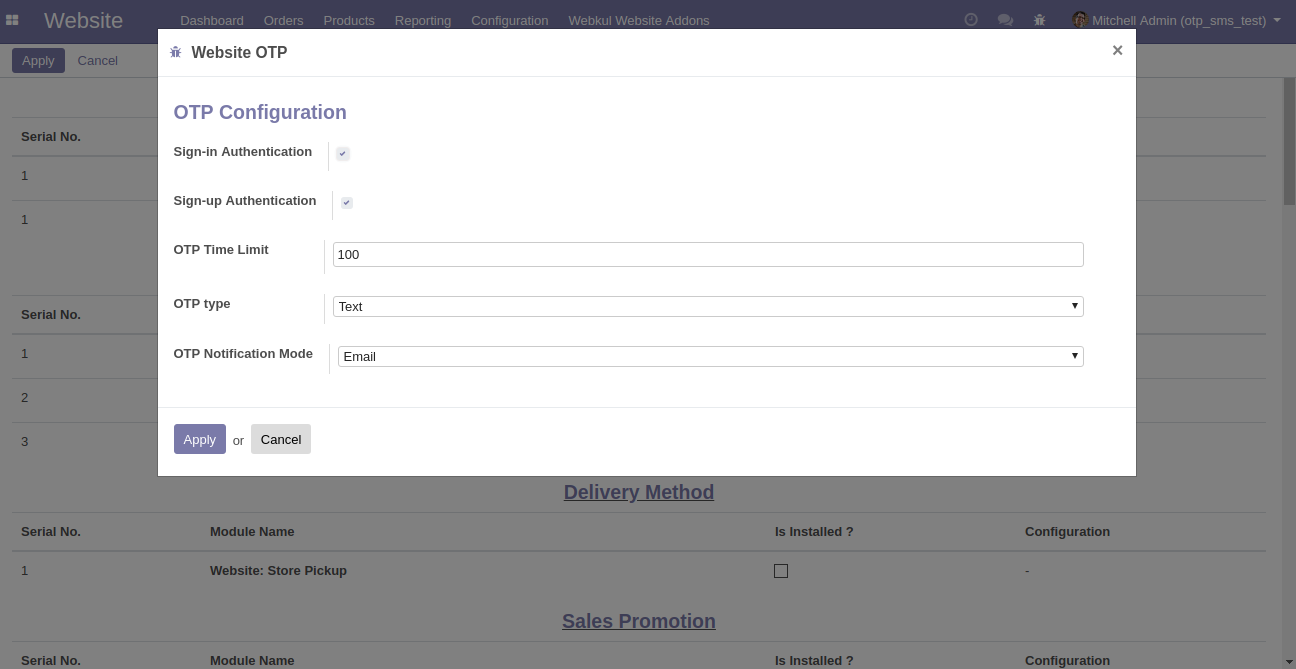 Website Dashboard Orders Products Reporting Configuration Webkul Website Addons Mitchell Admin (otp_sms_test)
Apply Cancel
Website OTP ×
OTP Configuration
Sign-in Authentication
Sign-up Authentication
OTP Time Limit 100
OTP type Text
OTP Notification Mode Email
Apply or Cancel
Serial No.
1
1
Serial No.
1
2
3
Delivery Method
Serial No. Module Name Is Installed ? Configuration
1 Website: Store Pickup -
Sales Promotion
Serial No. Module Name Is Installed ? Configuration